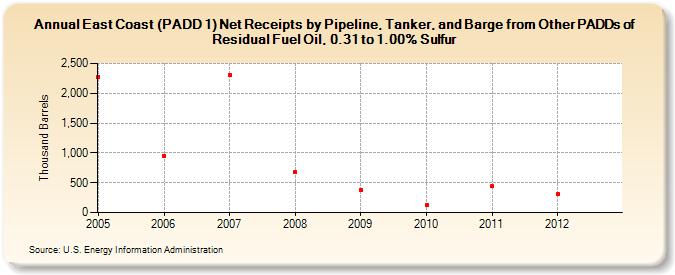 Annual East Coast (PADD 1) Net Receipts by Pipeline, Tanker, and Barge from Other PADDs of
Residual Fuel Oil, 0.31 to 1.00% Sulfur
Thousand Barrels
2,500
2,000
1,500
1,000
500
0
2005 2006 2007 2008 2009 2010 2011 2012
Source: U.S. Energy Information Administration